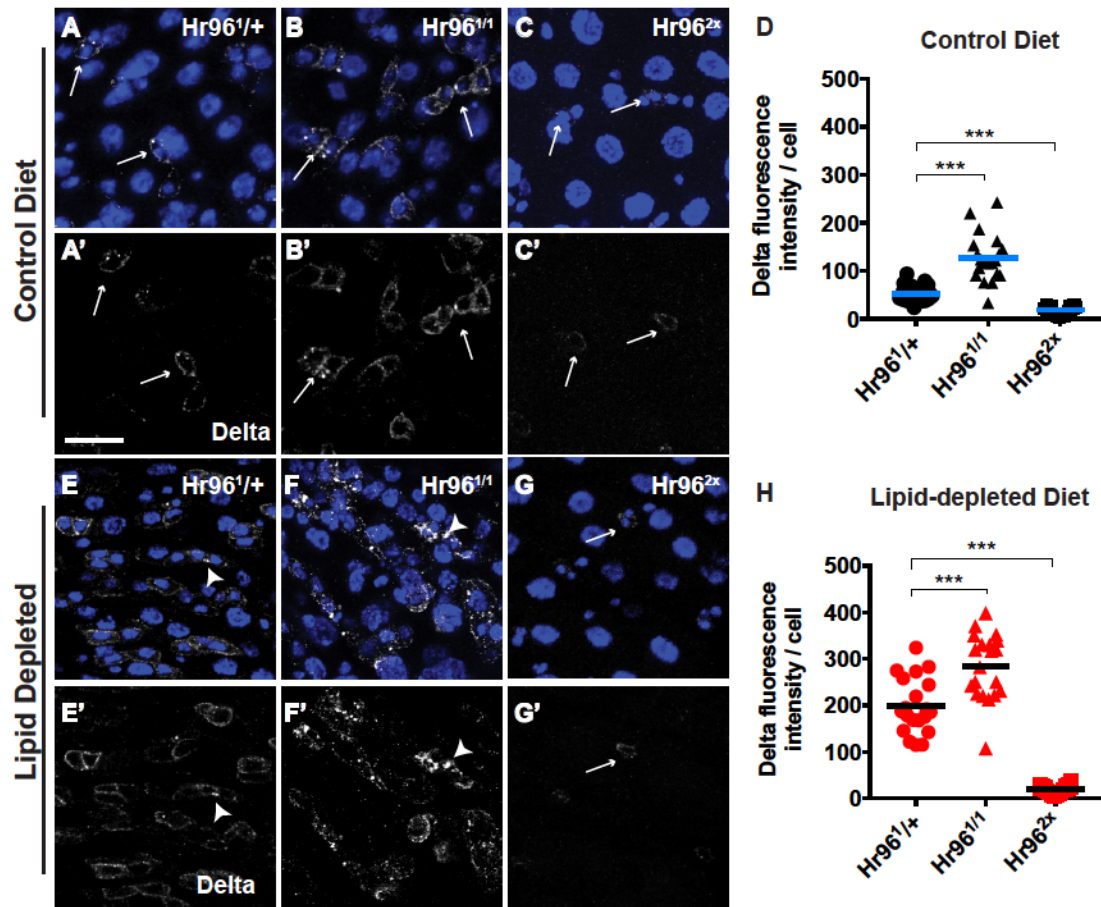 A Hr96¹/+
B Hr96¹/¹
C Hr96²ˣ
Control Diet
A'
B'
C'
Delta
D
Control Diet
Delta fluorescence
intensity / cell
500
400
300
200
100
0
***
***
Hr96¹/+
Hr96¹/¹
Hr96²ˣ
E Hr96¹/+
F Hr96¹/¹
G Hr96²ˣ
Lipid Depleted
E'
F'
G'
Delta
H
Lipid-depleted Diet
Delta fluorescence
intensity / cell
500
400
300
200
100
0
***
***
Hr96¹/+
Hr96¹/¹
Hr96²ˣ